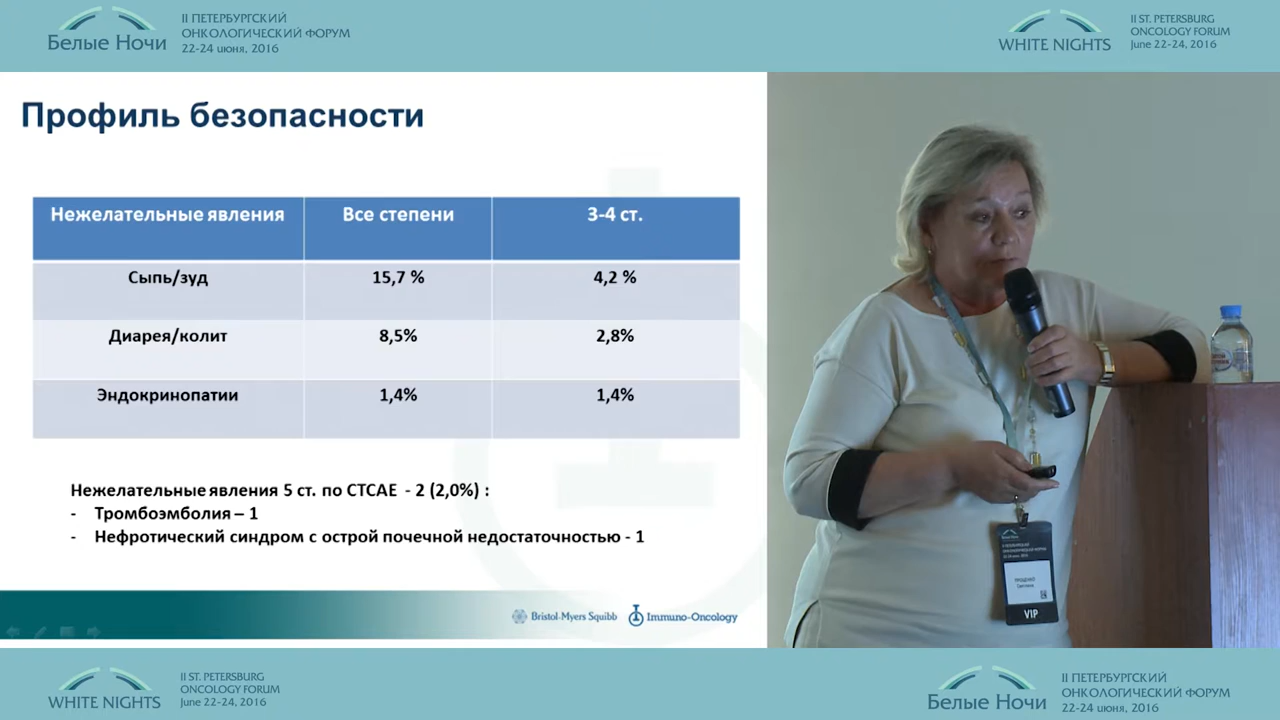 Белые Ночи
II ПЕТЕРБУРГСКИЙ
ОНКОЛОГИЧЕСКИЙ ФОРУМ
22-24 июня, 2016
WHITE NIGHTS
II ST. PETERSBURG
ONCOLOGY FORUM
June 22-24, 2016
Профиль безопасности
Нежелательные явления Все степени 3-4 ст.
Сыпь/зуд 15,7 % 4,2 %
Диарея/колит 8,5% 2,8%
Эндокринопатии 1,4% 1,4%
Нежелательные явления 5 ст. по СТСАЕ - 2 (2,0%) :
- Тромбоэмболия – 1
- Нефротический синдром с острой почечной недостаточностью - 1
Bristol-Myers Squibb Immuno-Oncology
Белые Ночи
VIP
WHITE NIGHTS
II ST. PETERSBURG
ONCOLOGY FORUM
June 22-24, 2016
Белые Ночи
II ПЕТЕРБУРГСКИЙ
ОНКОЛОГИЧЕСКИЙ ФОРУМ
22-24 июня, 2016